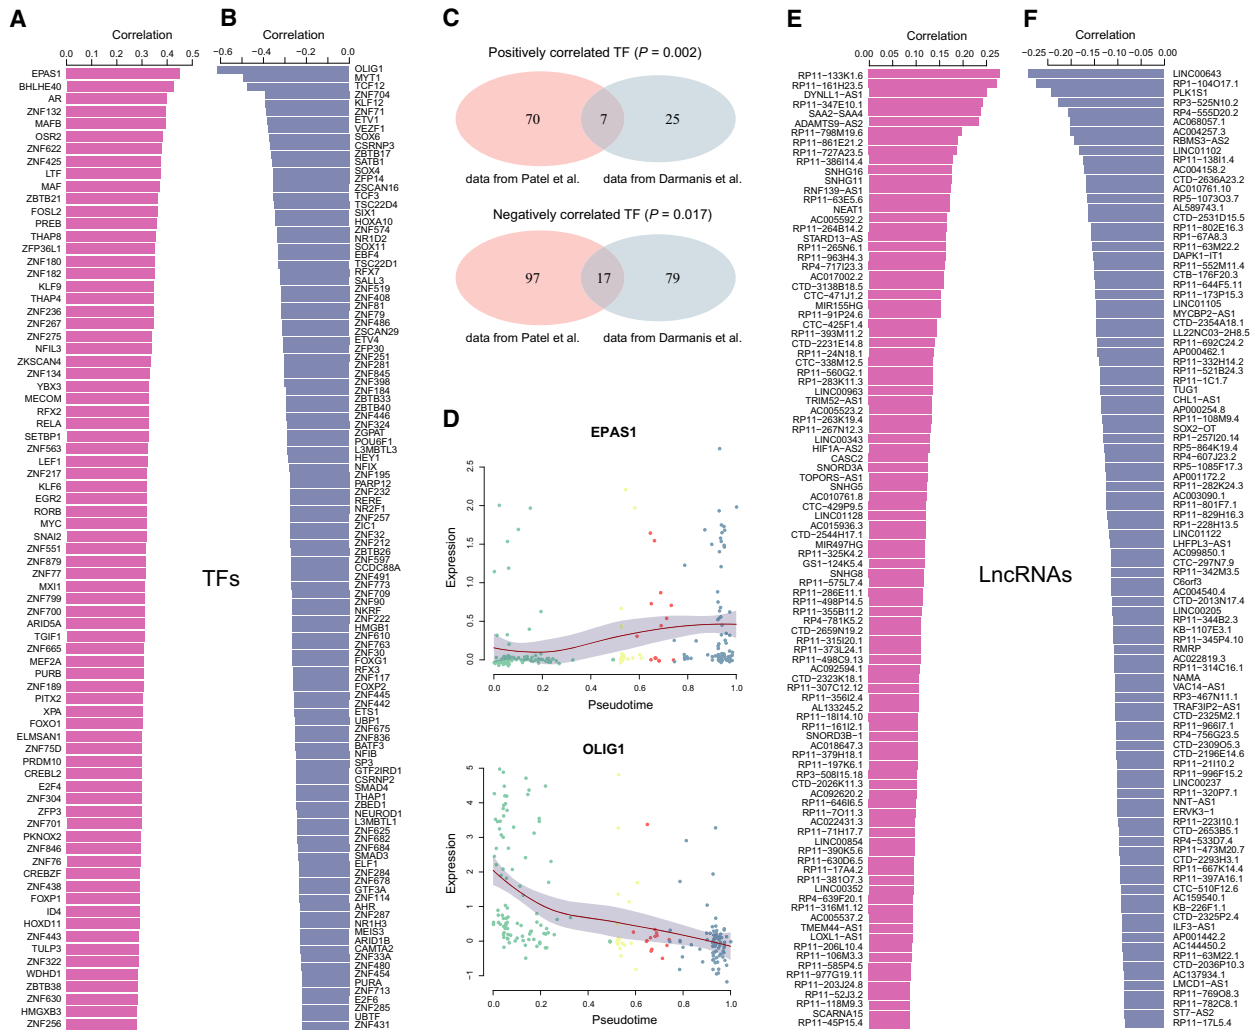 A
Correlation
0.0 0.1 0.2 0.3 0.4 0.5
EPAS1
BHLHE40
AR
ZNF132
MAFB
OSR2
ZNF622
ZNF425
LTF
MAF
ZBTB21
FOSL2
PREB
THAP8
ZFP36L1
ZNF180
ZNF182
KLF9
THAP4
ZNF236
ZNF267
ZNF275
NFIL3
ZKSCAN4
ZNF134
YBX3
MECOM
RFX2
RELA
SETBP1
ZNF563
LEF1
ZNF217
KLF6
EGR2
RORB
MYC
SNAI2
ZNF551
ZNF879
ZNF77
MXI1
ZNF799
ZNF700
ARID5A
TGIF1
ZNF665
MEF2A
PURB
ZNF189
PITX2
XPA
FOXO1
ELMSAN1
ZNF75D
PRDM10
CREBL2
E2F4
ZNF304
ZFP3
ZNF701
PKNOX2
ZNF846
ZNF76
CREBZF
ZNF438
FOXP1
ID4
HOXD11
ZNF443
TULP3
ZNF322
WDHD1
ZBTB38
ZNF630
HMGXB3
ZNF256
B
Correlation
−0.6 −0.4 −0.2 0.0
OLIG1
MYT1
TCF12
ZNF704
KLF12
ZNF71
ETV1
VEZF1
SOX6
CSRNP3
ZBTB17
SATB1
SOX4
ZFP14
ZSCAN16
TCF3
TSC22D4
SIX1
HOXA10
ZNF574
NR1D2
SOX11
EBF4
TSC22D1
RFX7
SALL3
ZNF519
ZNF408
ZNF81
ZNF79
ZNF486
ZSCAN29
ETV4
ZFP30
ZNF251
ZNF281
ZNF845
ZNF398
ZNF184
ZBTB33
ZBTB40
ZNF446
ZNF324
ZGPAT
POU6F1
L3MBTL3
HEY1
NFIX
ZNF195
PARP12
ZNF232
RERE
NR2F1
ZNF257
ZIC1
ZNF32
ZNF212
ZBTB26
ZNF597
CCDC88A
ZNF491
ZNF773
ZNF709
ZNF90
NKRF
ZNF222
HMGB1
ZNF610
ZNF763
ZNF30
FOXG1
RFX3
ZNF117
FOXP2
ZNF445
ZNF442
ETS1
UBP1
ZNF675
ZNF836
BATF3
NFIB
SP3
GTF2IRD1
CSRNP2
SMAD4
THAP1
ZBED1
NEUROD1
L3MBTL1
ZNF625
ZNF682
ZNF684
SMAD3
ELF1
ZNF284
ZNF678
GTF3A
ZNF114
AHR
ZNF287
NR1H3
MEIS3
ARID1B
CAMTA2
ZNF33A
ZNF480
ZNF454
PURA
ZNF713
E2F6
ZNF285
UBTF
ZNF431
TFs
C
Positively correlated TF (P = 0.002)
70 7 25
data from Patel et al. data from Darmanis et al.
Negatively correlated TF (P = 0.017)
97 17 79
data from Patel et al. data from Darmanis et al.
D
EPAS1
Expression
2.5
2.0
1.5
1.0
0.5
0.0
0.0 0.2 0.4 0.6 0.8 1.0
Pseudotime
OLIG1
Expression
5
4
3
2
1
0
−1
0.0 0.2 0.4 0.6 0.8 1.0
Pseudotime
E
Correlation
0.00 0.05 0.10 0.15 0.20 0.25
RP11−133K1.6
RP11−161H23.5
DYNLL1−AS1
RP11−347E10.1
SAA2−SAA4
ADAMTS9−AS2
RP11−798M19.6
RP11−861E21.2
RP11−727A23.5
RP11−386I14.4
SNHG16
SNHG11
RNF139−AS1
RP11−63E5.6
NEAT1
AC005592.2
RP11−264B14.2
STARD13−AS
RP11−265N6.1
RP11−963H4.3
RP4−717I23.3
AC017002.2
CTD−3138B18.5
CTC−471J1.2
MIR155HG
RP11−91P24.6
CTC−425F1.4
RP11−393M11.2
CTD−2231E14.8
RP11−24N18.1
CTC−338M12.5
RP11−560G2.1
RP1−283K11.3
LINC00963
TRIM52−AS1
AC005523.2
RP11−263K19.4
RP11−267N12.3
LINC00343
HIF1A−AS2
CASC2
SNORD3A
TOPORS−AS1
SNHG5
AC010761.8
CTC−429P9.5
LINC01128
AC015936.3
CTD−2544H17.1
MIR497HG
RP11−325K4.2
GS1−124K5.4
SNHG8
RP11−575L7.4
RP11−286E11.1
RP11−498P14.5
RP11−355B11.2
RP4−781K5.2
CTD−2659N19.2
RP11−315I20.1
RP11−373L24.1
RP11−498C9.13
AC092594.1
CTD−2323K18.1
RP11−307C12.12
RP11−356I2.4
AL133245.2
RP11−18I14.10
RP11−161I2.1
SNORD3B−1
AC018647.3
RP11−379H18.1
RP11−197K6.1
RP3−508I15.18
CTD−2026K11.3
AC092620.2
RP11−646I6.5
RP11−7O11.3
AC022431.3
RP11−71H17.7
LINC00854
RP11−390K5.6
RP11−630D6.5
RP11−17A4.2
RP11−381O7.3
LINC00352
RP4−639F20.1
RP11−316M1.12
AC005537.2
TMEM44−AS1
LOXL1−AS1
RP11−206L10.4
RP11−106M3.3
RP11−585P4.5
RP11−977G19.11
RP11−203J24.8
RP11−52J3.2
RP11−118M9.3
SCARNA15
RP11−45P15.4
LncRNAs
F
Correlation
−0.25 −0.20 −0.15 −0.10 −0.05 0.00
LINC00643
RP1−104O17.1
PLK1S1
RP3−525N10.2
RP4−555D20.2
AC068057.1
AC004257.3
RBMS3−AS2
LINC01102
RP11−138I1.4
AC004158.2
CTD−2636A23.2
AC010761.10
RP5−1073O3.7
AL589743.1
CTD−2531D15.5
RP11−802E16.3
RP1−67A8.3
RP11−63M22.2
DAPK1−IT1
RP11−552M11.4
CTB−176F20.3
RP11−644F5.11
RP11−173P15.3
LINC01105
MYCBP2−AS1
CTD−2354A18.1
LL22NC03−2H8.5
RP11−692C24.2
AP000462.1
RP11−332H14.2
RP11−521B24.3
RP11−1C1.7
TUG1
CHL1−AS1
AP000254.8
RP11−108M9.4
SOX2−OT
RP1−257I20.14
RP5−864K19.4
RP4−607J23.2
RP5−1085F17.3
AP001172.2
RP11−282K24.3
AC003090.1
RP11−801F7.1
RP11−829H16.3
RP1−228H13.5
LINC01122
LHFPL3−AS1
AC099850.1
CTC−297N7.9
RP11−342M3.5
C6orf3
AC004540.4
CTD−2013N17.4
LINC00205
RP11−344B2.3
KB−1107E3.1
RP11−345P4.10
RMRP
AC022819.3
RP11−314C16.1
NAMA
VAC14−AS1
RP3−467N11.1
TRAF3IP2−AS1
CTD−2325M2.1
RP11−966I7.1
RP4−756G23.5
CTD−2309O5.3
CTD−2196E14.6
RP11−21I10.2
RP11−996F15.2
LINC00237
RP11−320P7.1
NNT−AS1
ERVK3−1
RP11−223I10.1
CTD−2653B5.1
RP4−533D7.4
RP11−473M20.7
CTD−2293H3.1
RP11−667K14.4
RP11−397A16.1
CTC−510F12.6
AC159540.1
KB−226F1.1
CTD−2325P2.4
ILF3−AS1
AP001442.2
AC144450.2
RP11−63M22.1
CTD−2036P10.3
AC137934.1
LMCD1−AS1
RP11−769O8.3
RP11−782C8.1
ST7−AS2
RP11−17L5.4